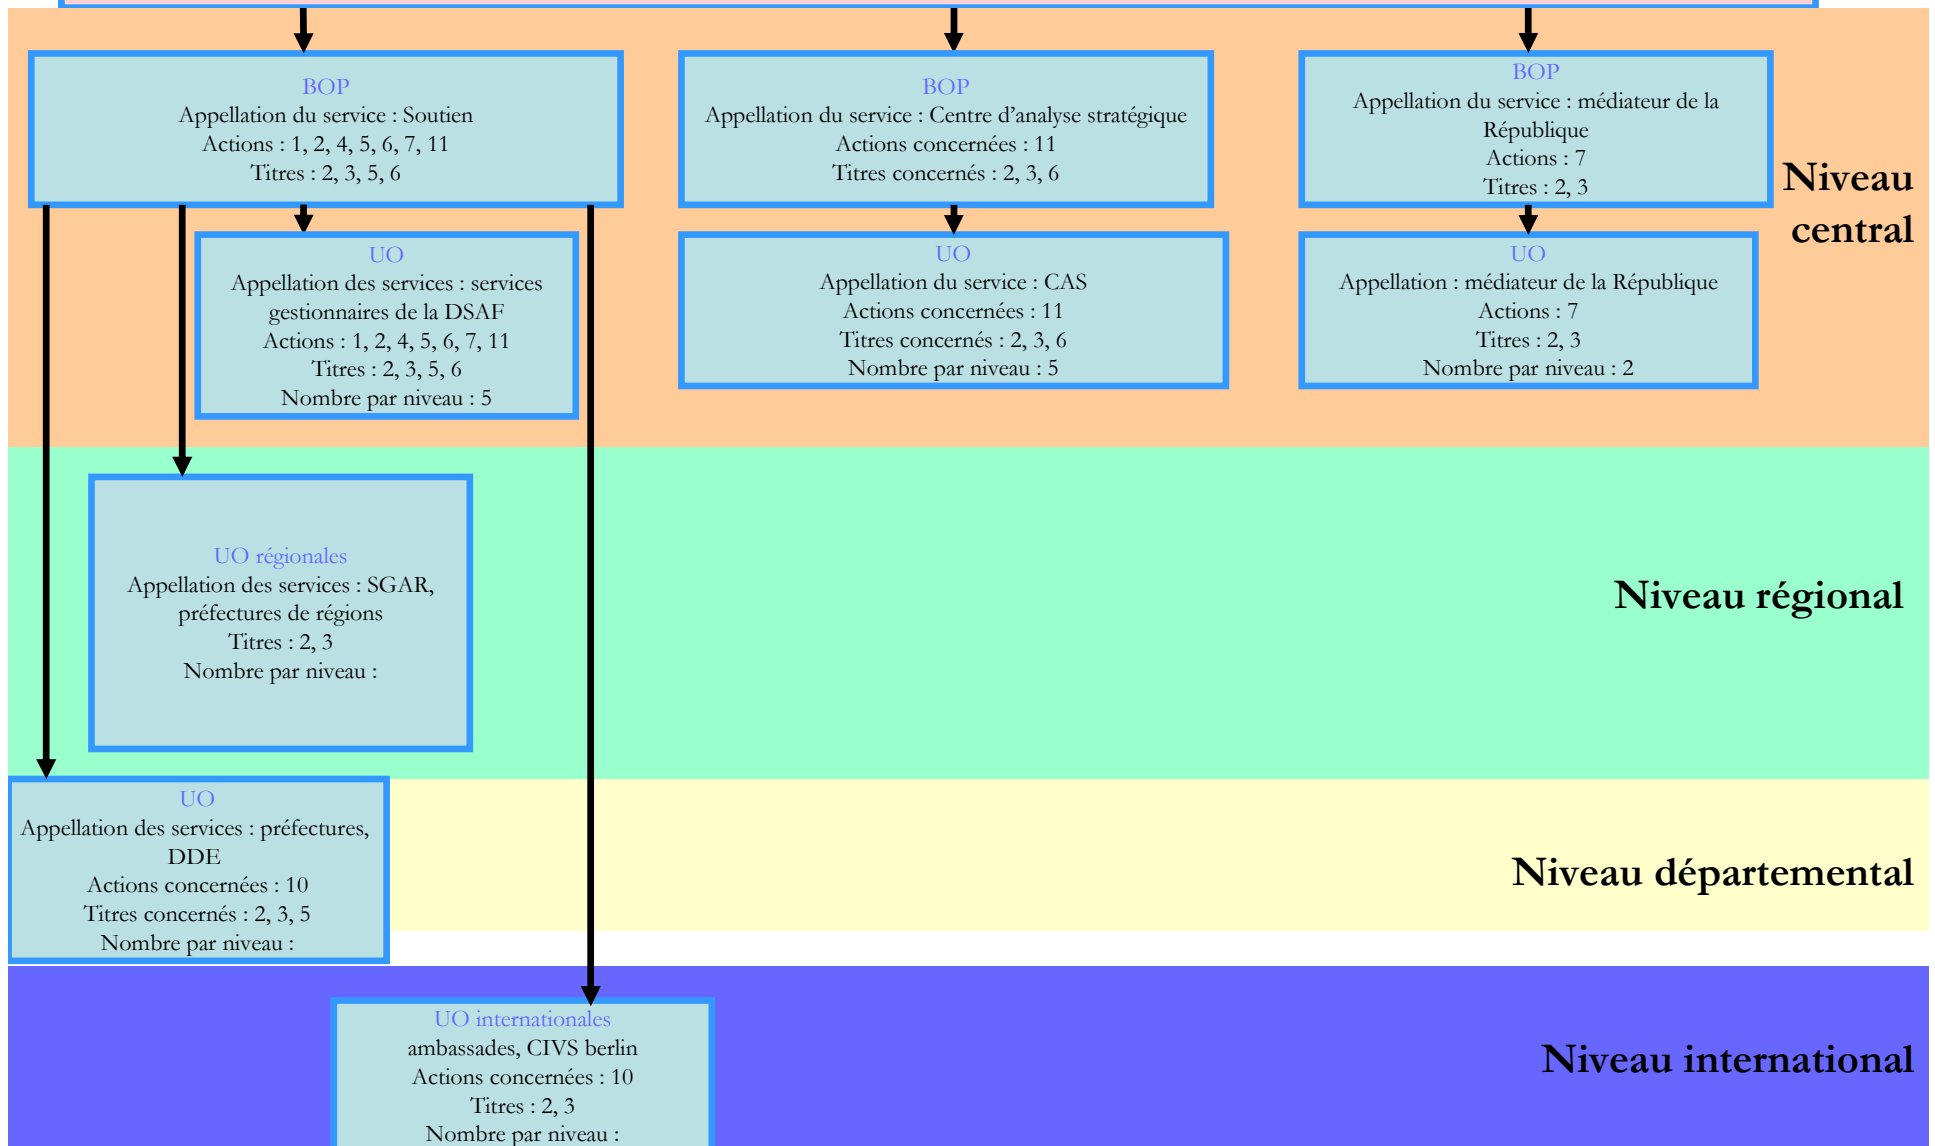 BOP
Appellation du service : Soutien
Actions : 1, 2, 4, 5, 6, 7, 11
Titres : 2, 3, 5, 6
BOP
Appellation du service : Centre d’analyse stratégique
Actions concernées : 11
Titres concernés : 2, 3, 6
BOP
Appellation du service : médiateur de la
République
Actions : 7
Titres : 2, 3
Niveau
central
UO
Appellation des services : services
gestionnaires de la DSAF
Actions : 1, 2, 4, 5, 6, 7, 11
Titres : 2, 3, 5, 6
Nombre par niveau : 5
UO
Appellation du service : CAS
Actions concernées : 11
Titres concernés : 2, 3, 6
Nombre par niveau : 5
UO
Appellation : médiateur de la République
Actions : 7
Titres : 2, 3
Nombre par niveau : 2
UO régionales
Appellation des services : SGAR,
préfectures de régions
Titres : 2, 3
Nombre par niveau :
Niveau régional
UO
Appellation des services : préfectures,
DDE
Actions concernées : 10
Titres concernés : 2, 3, 5
Nombre par niveau :
Niveau départemental
UO internationales
ambassades, CIVS berlin
Actions concernées : 10
Titres : 2, 3
Nombre par niveau :
Niveau international